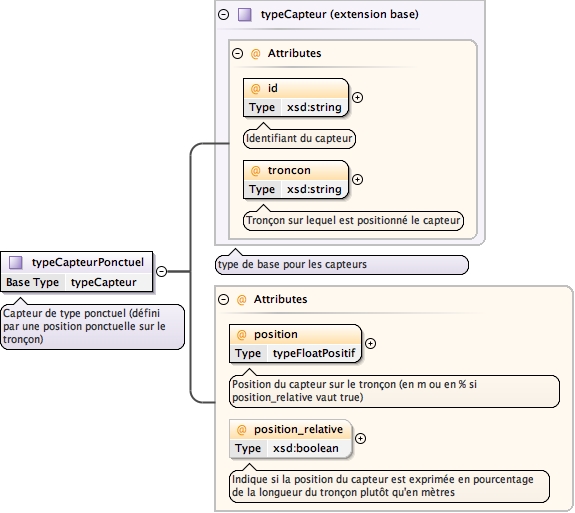 typeCapteur (extension base)
@ Attributes
@ id
Type xsd:string
Identifiant du capteur
@ troncon
Type xsd:string
Tronçon sur lequel est positionné le capteur
type de base pour les capteurs
typeCapteurPonctuel
Base Type typeCapteur
Capteur de type ponctuel (défini
par une position ponctuelle sur le
tronçon)
@ Attributes
@ position
Type typeFloatPositif
Position du capteur sur le tronçon (en m ou en % si
position_relative vaut true)
@ position_relative
Type xsd:boolean
Indique si la position du capteur est exprimée en pourcentage
de la longueur du tronçon plutôt qu'en mètres